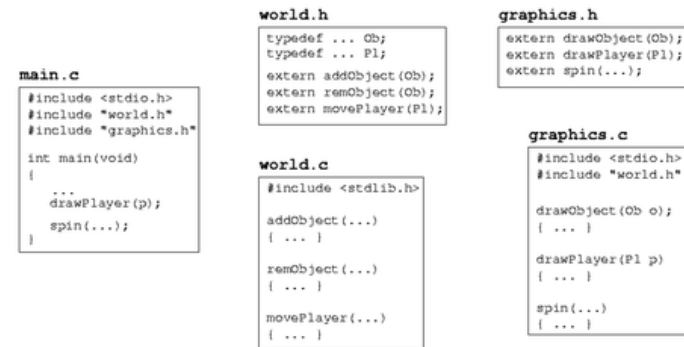 main.c
#include <stdio.h>
#include "world.h"
#include "graphics.h"
int main(void)
{
...
drawPlayer(p);
spin(...);
}
world.h
typedef ... Ob;
typedef ... Pl;
extern addObject(Ob);
extern remObject(Ob);
extern movePlayer(Pl);
world.c
#include <stdlib.h>
addObject(...)
{ ... }
remObject(...)
{ ... }
movePlayer(...)
{ ... }
graphics.h
extern drawObject(Ob);
extern drawPlayer(Pl);
extern spin(...);
graphics.c
#include <stdio.h>
#include "world.h"
drawObject(Ob o);
{ ... }
drawPlayer(Pl p)
{ ... }
spin(...)
{ ... }